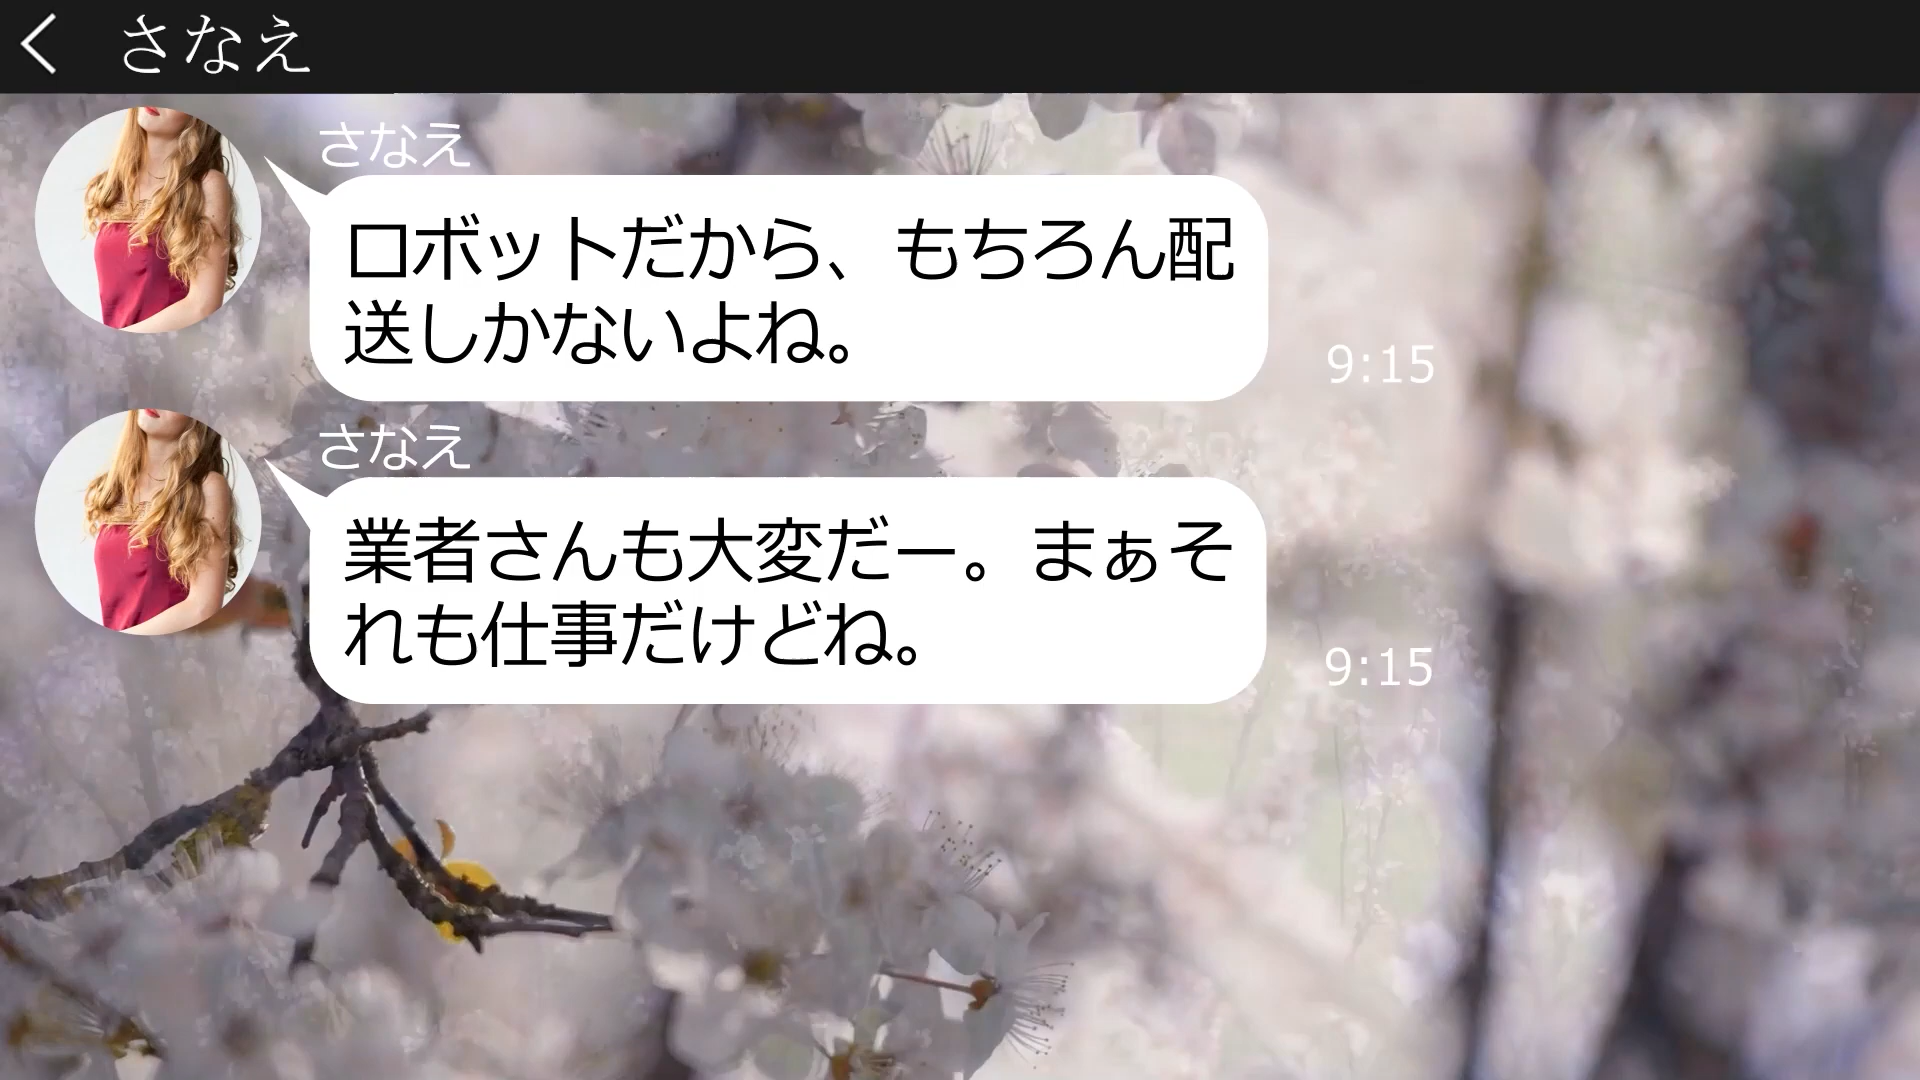 さなえ
さなえ
ロボットだから、もちろん配
送しかないよね。
9:15
さなえ
業者さんも大変だー。まぁそ
れも仕事だけどね。
9:15